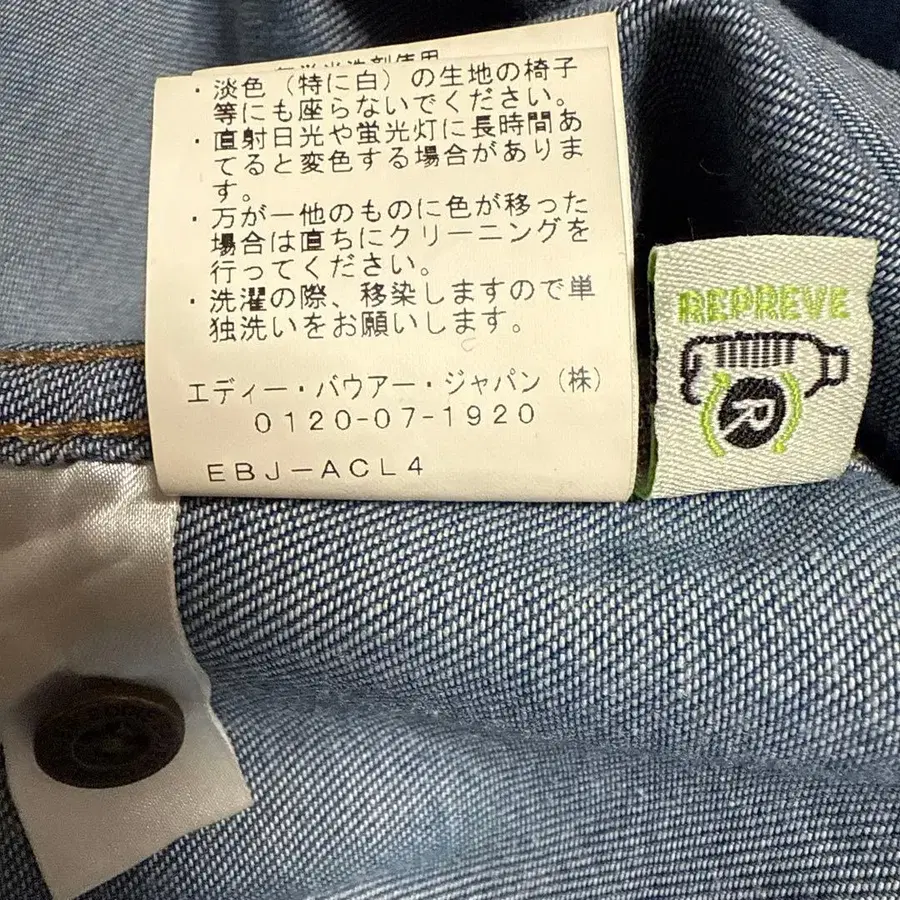 ・淡色（特に白）の生地の椅子
等にも座らないでください。
・直射日光や蛍光灯に長時間あ
てると変色する場合がありま
す。
・万が一他のものに色が移った
場合は直ちにクリーニングを
行ってください。
・洗濯の際、移染しますので単
独洗いをお願いします。
エディー・バウアー・ジャパン（株）
0120-07-1920
EBJ-ACL4
REPREVE
R